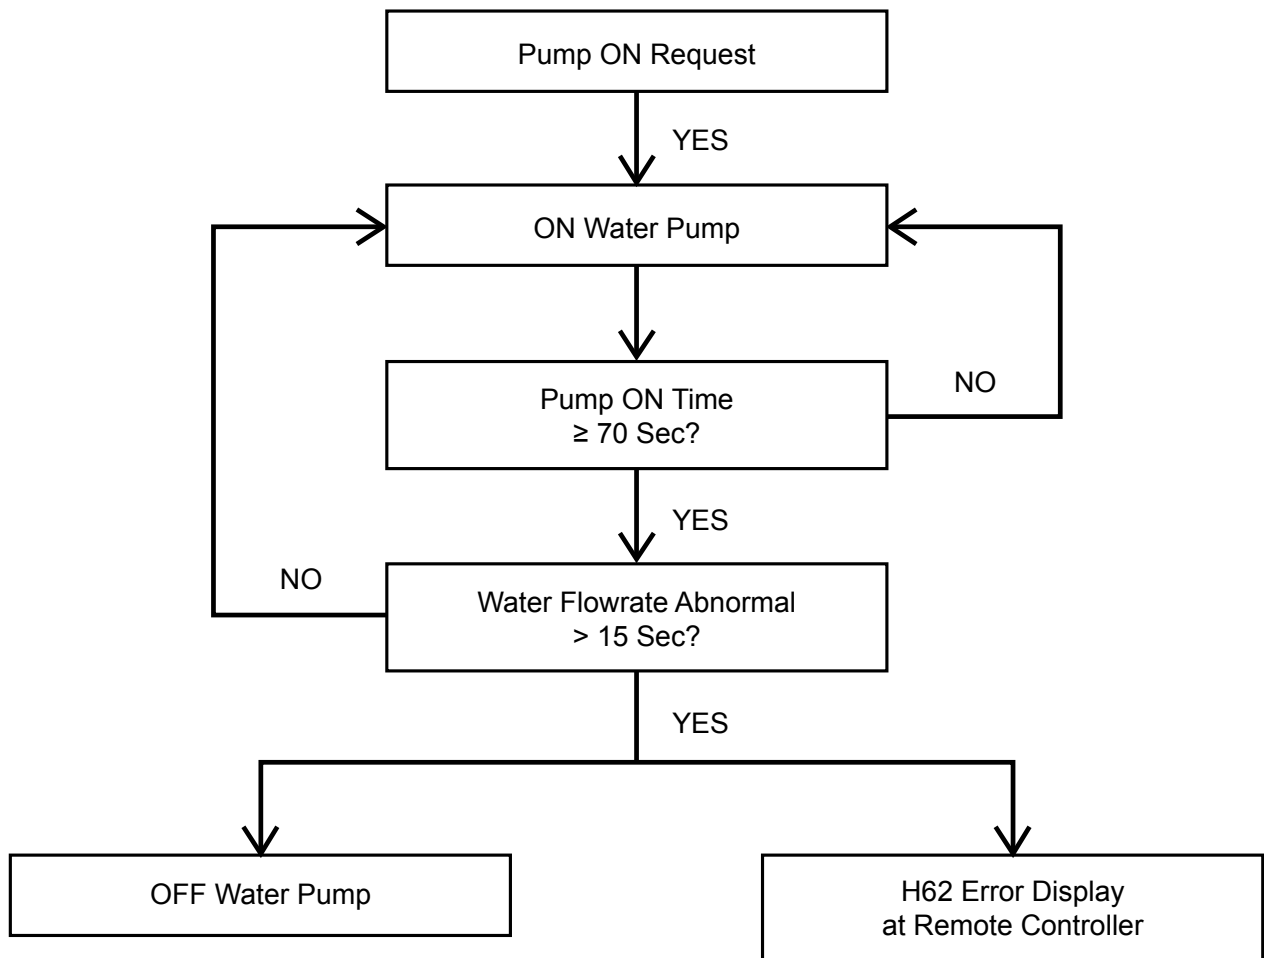 Pump ON Request
YES
ON Water Pump
Pump ON Time
≥ 70 Sec?
NO
YES
NO
Water Flowrate Abnormal
> 15 Sec?
YES
OFF Water Pump
H62 Error Display
at Remote Controller